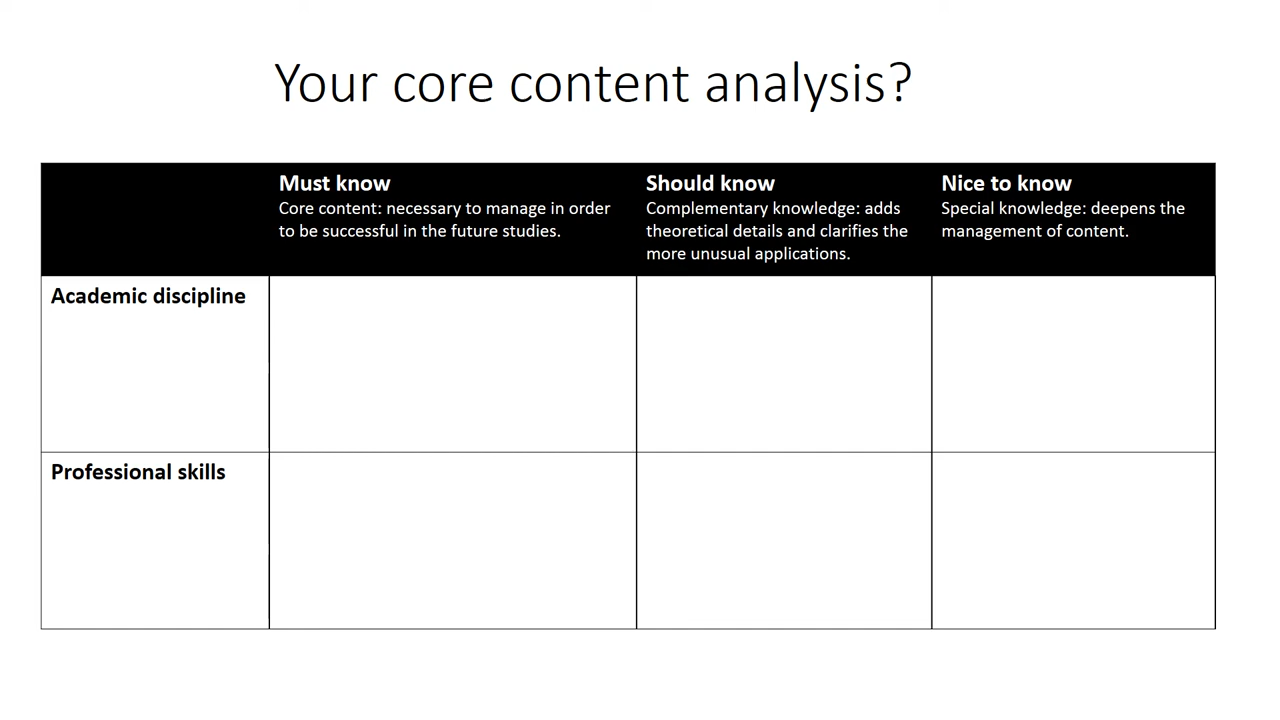 Your core content analysis?
Must know
Core content: necessary to manage in order
to be successful in the future studies.
Should know
Complementary knowledge: adds
theoretical details and clarifies the
more unusual applications.
Nice to know
Special knowledge: deepens the
management of content.
Academic discipline
Professional skills